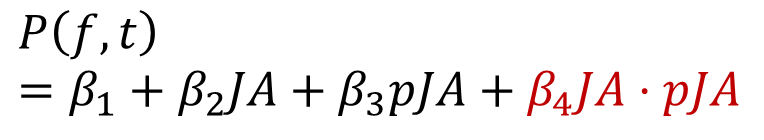 P(f,t)
= β₁ + β₂JA + β₃pJA + β₄JA · pJA